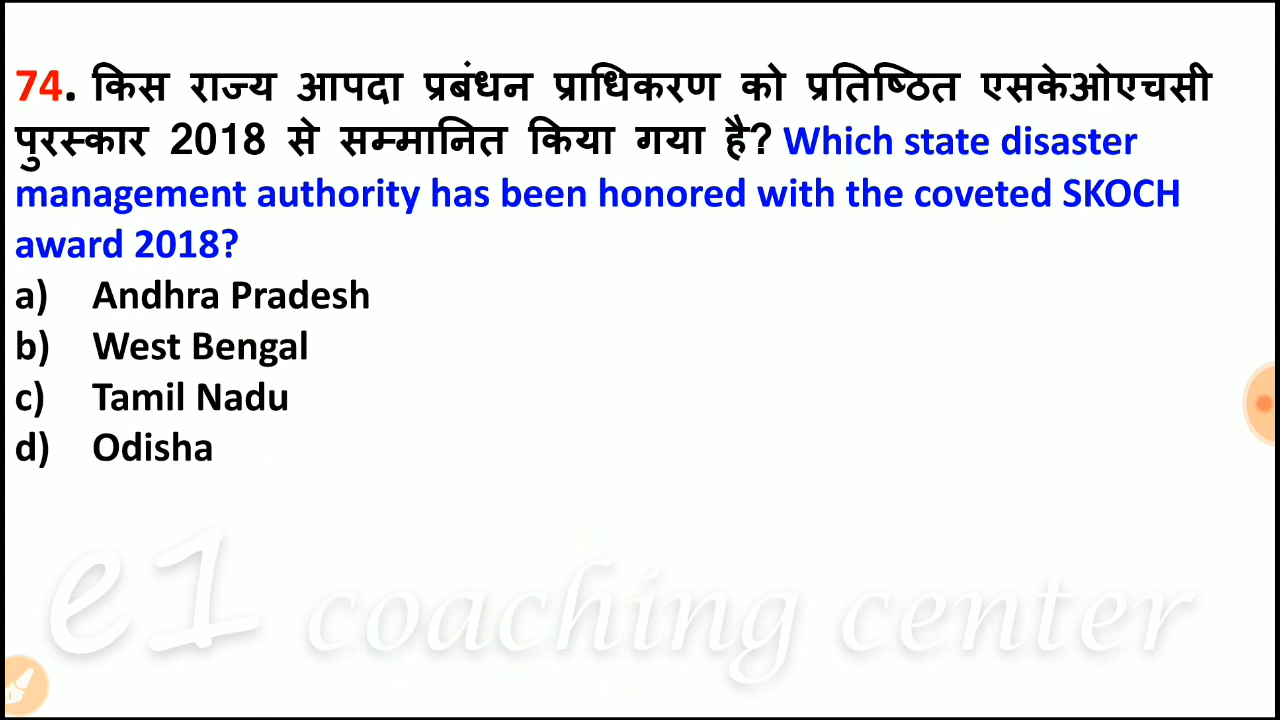 74. किस राज्य आपदा प्रबंधन प्राधिकरण को प्रतिष्ठित एसकेओएचसी
पुरस्कार 2018 से सम्मानित किया गया है? Which state disaster
management authority has been honored with the coveted SKOCH
award 2018?
a) Andhra Pradesh
b) West Bengal
c) Tamil Nadu
d) Odisha
e1 coaching center